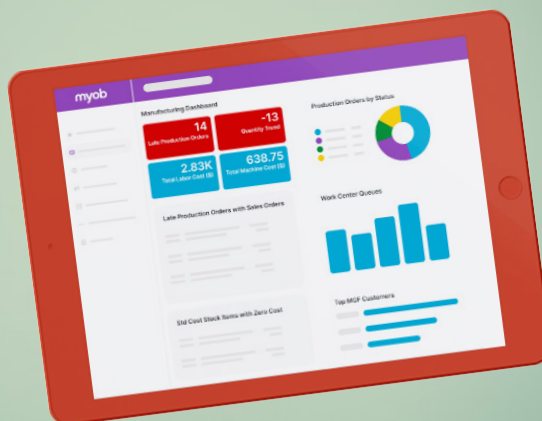 myob
Manufacturing Dashboard
14
Late Production Orders
-13
Quantity Trend
2.83K
Total Labor Cost ($)
638.75
Total Machine Cost ($)
Late Production Orders with Sales Orders
Std Cost Stock Items with Zero Cost
Production Orders by Status
Work Center Queues
Top MGF Customers